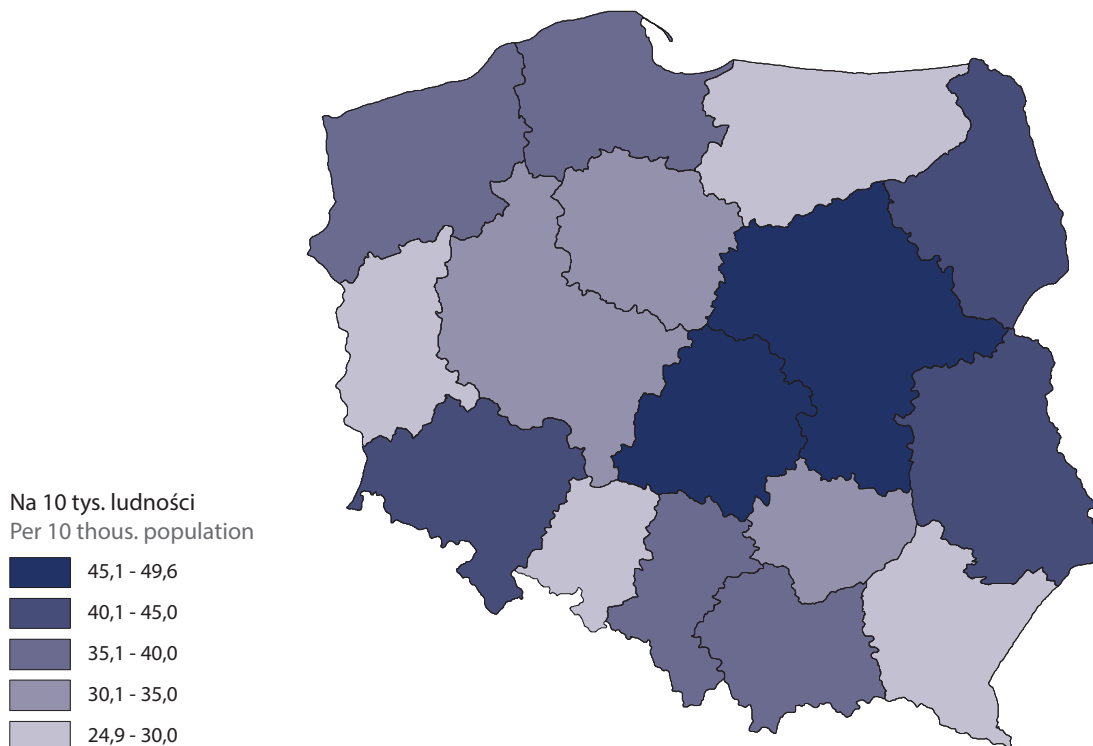 Na 10 tys. ludności
Per 10 thous. population
45,1 - 49,6
40,1 - 45,0
35,1 - 40,0
30,1 - 35,0
24,9 - 30,0